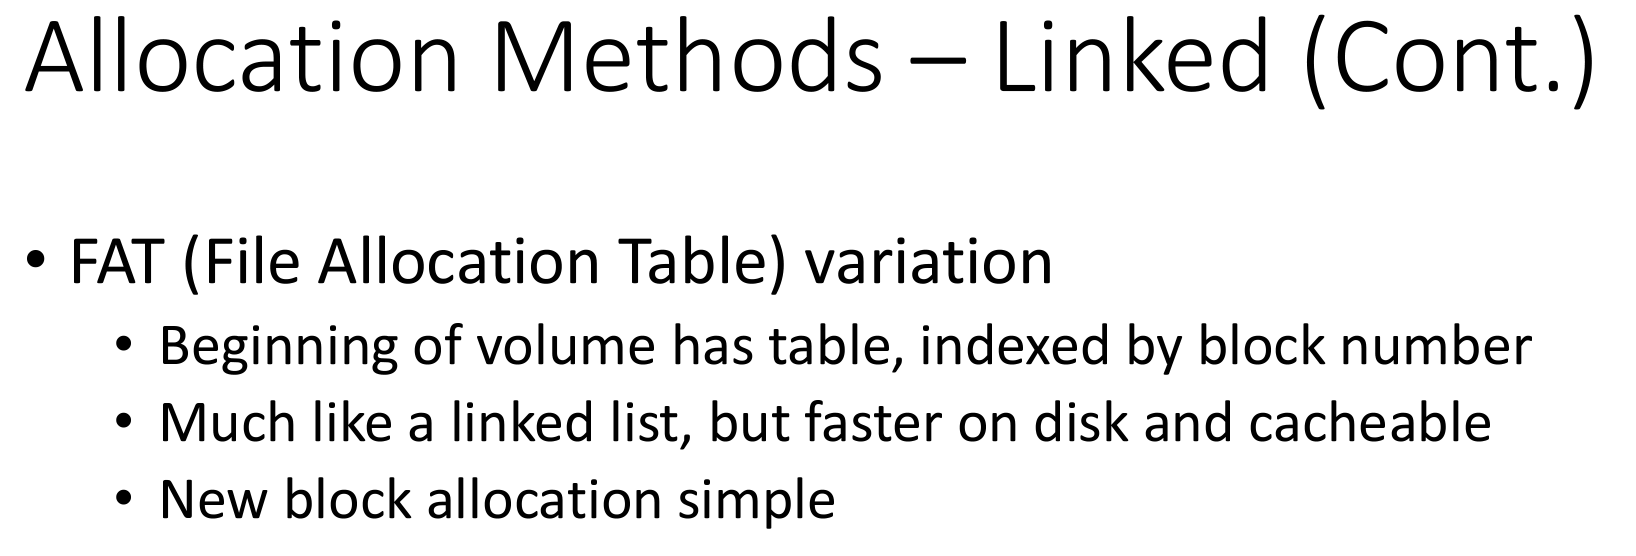 Allocation Methods – Linked (Cont.)
• FAT (File Allocation Table) variation
• Beginning of volume has table, indexed by block number
• Much like a linked list, but faster on disk and cacheable
• New block allocation simple